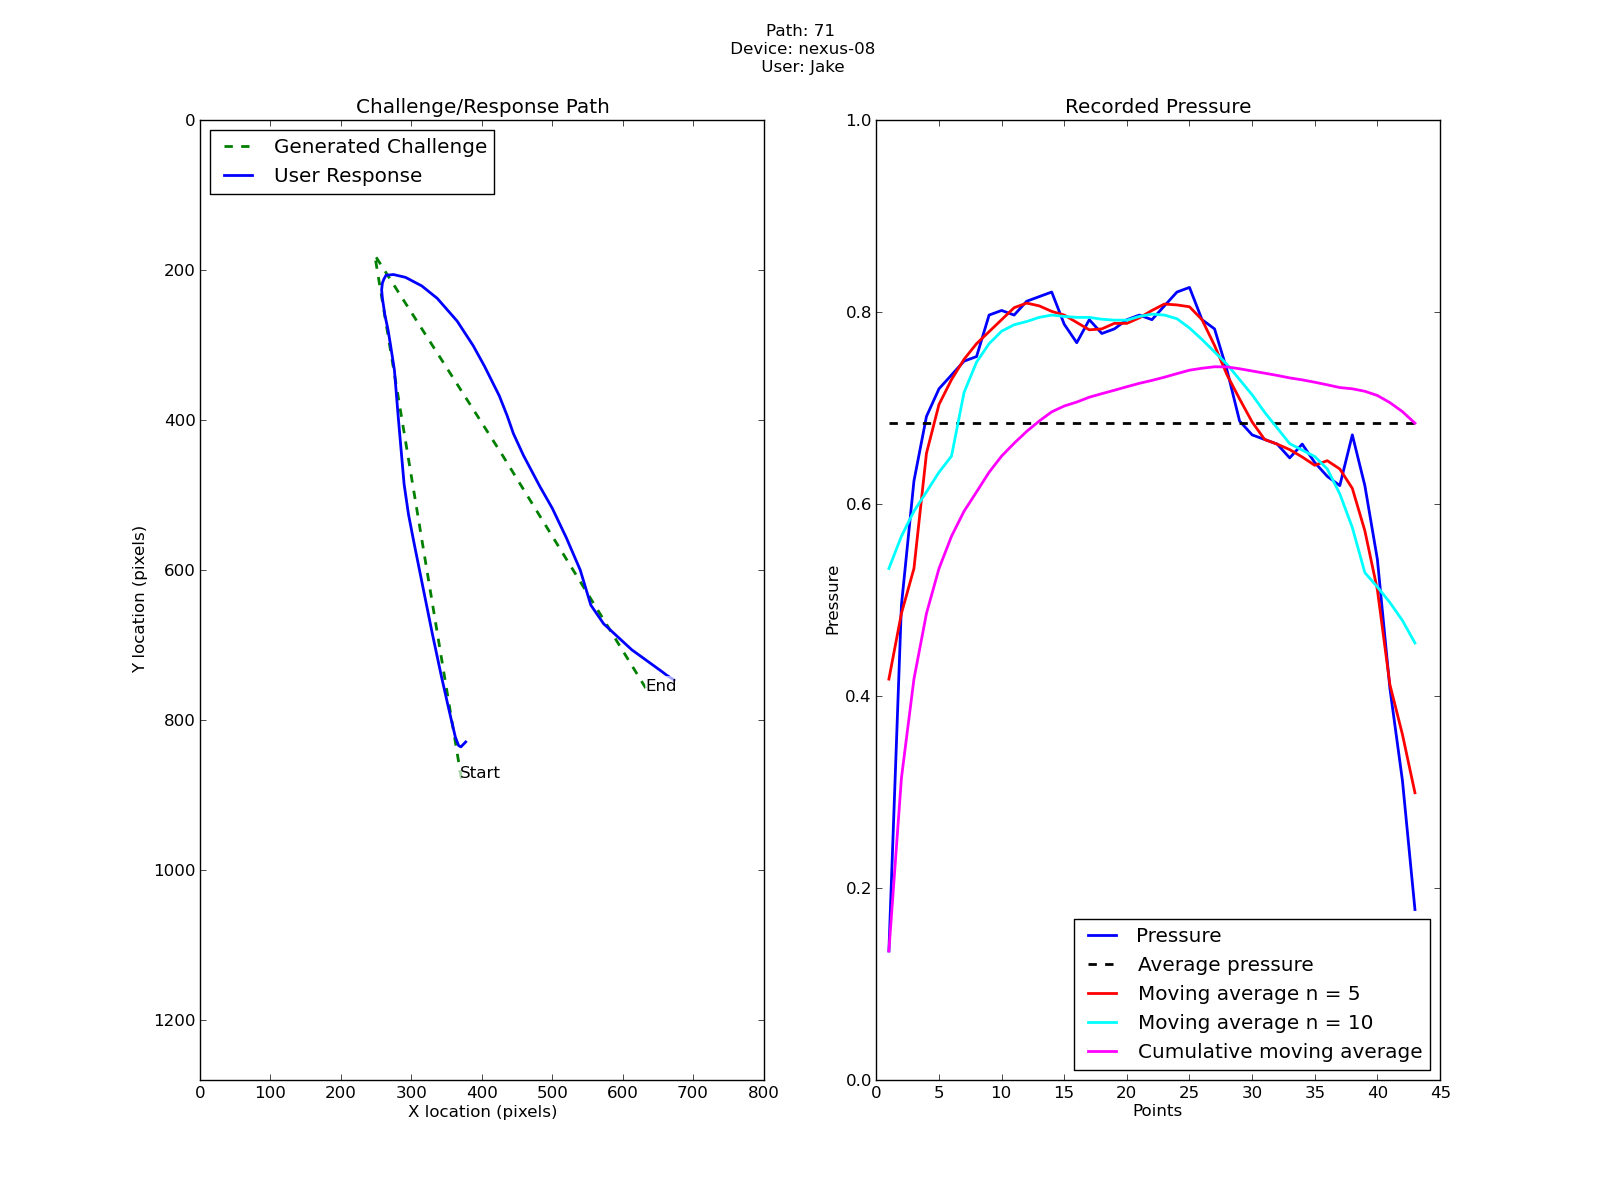 Path: 71
Device: nexus-08
User: Jake
Challenge/Response Path
0
200
400
600
800
1000
1200
Y location (pixels)
Generated Challenge
User Response
End
Start
0 100 200 300 400 500 600 700 800
X location (pixels)
Recorded Pressure
1.0
0.8
0.6
0.4
0.2
0.0
Pressure
Pressure
Average pressure
Moving average n = 5
Moving average n = 10
Cumulative moving average
0 5 10 15 20 25 30 35 40 45
Points